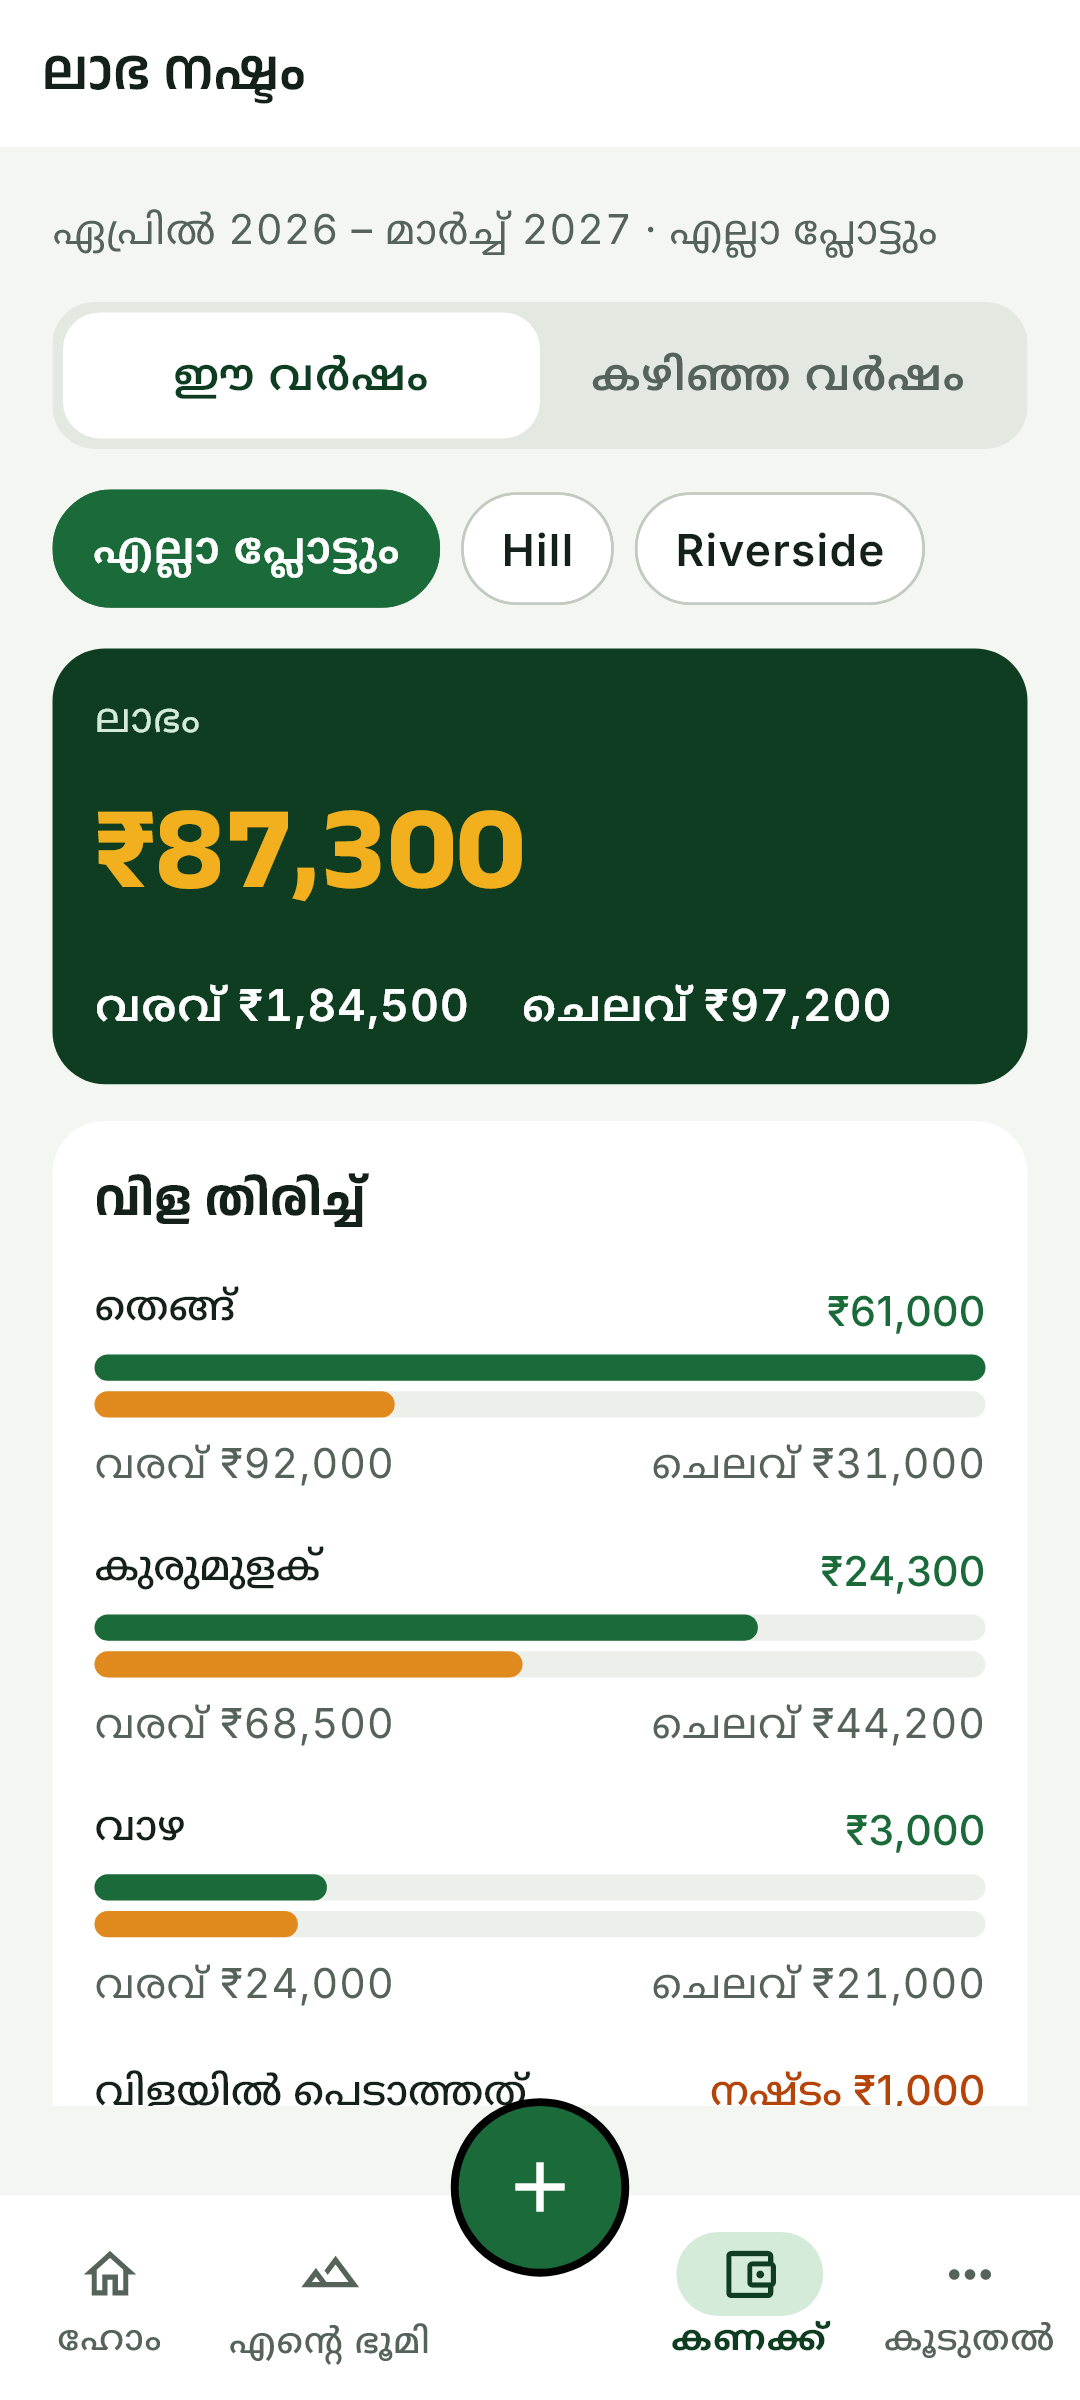 ലാഭ നഷ്ടം
ഏപ്രിൽ 2026 – മാർച്ച് 2027 · എല്ലാ പ്ലോട്ടും
ഈ വർഷം കഴിഞ്ഞ വർഷം
എല്ലാ പ്ലോട്ടും Hill Riverside
ലാഭം
₹87,300
വരവ് ₹1,84,500 ചെലവ് ₹97,200
വിള തിരിച്ച്
തെങ്ങ് ₹61,000
വരവ് ₹92,000 ചെലവ് ₹31,000
കുരുമുളക് ₹24,300
വരവ് ₹68,500 ചെലവ് ₹44,200
വാഴ ₹3,000
വരവ് ₹24,000 ചെലവ് ₹21,000
വിളയിൽ പെടാത്തത് നഷ്ടം ₹1,000
ഹോം എന്റെ ഭൂമി കണക്ക് കൂടുതൽ